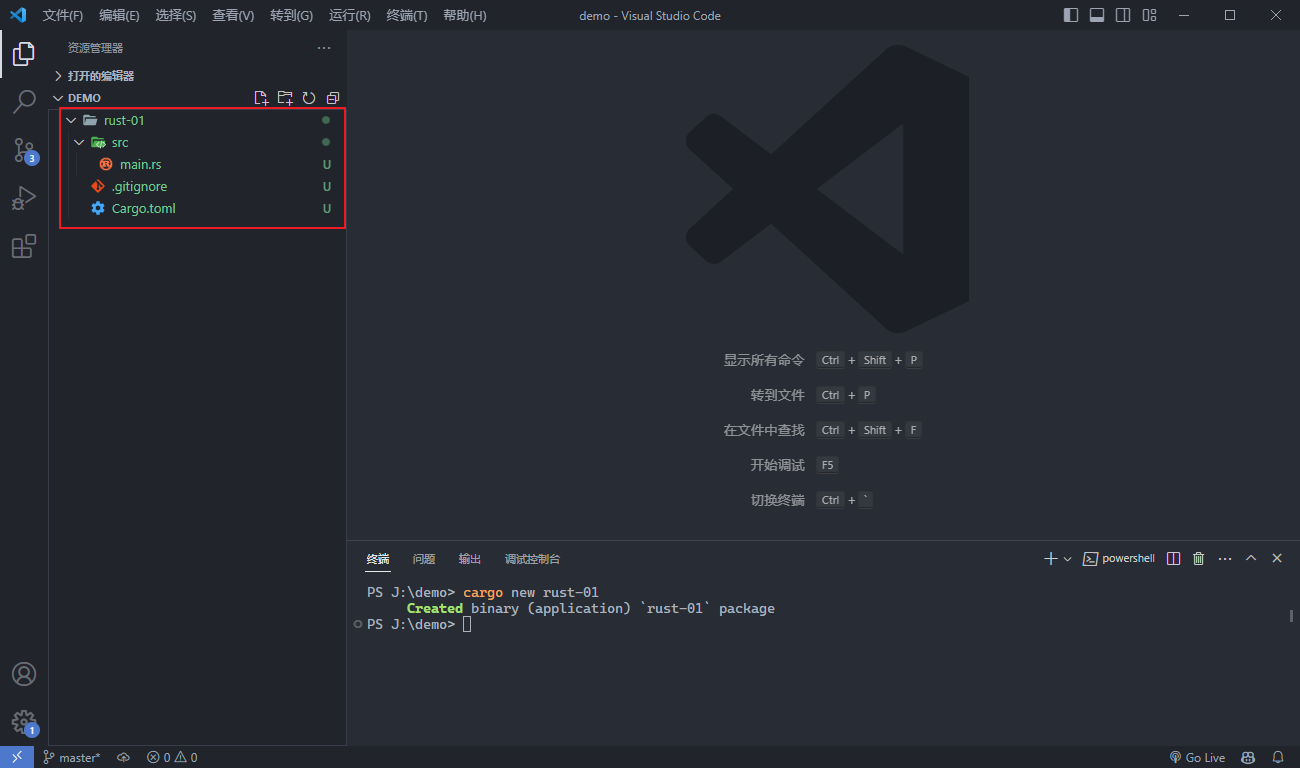 文件(F) 编辑(E) 选择(S) 查看(V) 转到(G) 运行(R) 终端(T) 帮助(H) demo - Visual Studio Code
资源管理器 ···
打开的编辑器
DEMO
rust-01
src
main.rs U
.gitignore U
Cargo.toml U
3
1
显示所有命令 Ctrl + Shift + P
转到文件 Ctrl + P
在文件中查找 Ctrl + Shift + F
开始调试 F5
切换终端 Ctrl + `
终端 问题 输出 调试控制台 powershell ···
PS J:\demo> cargo new rust-01
Created binary (application) `rust-01` package
PS J:\demo>
master* 0 0 Go Live